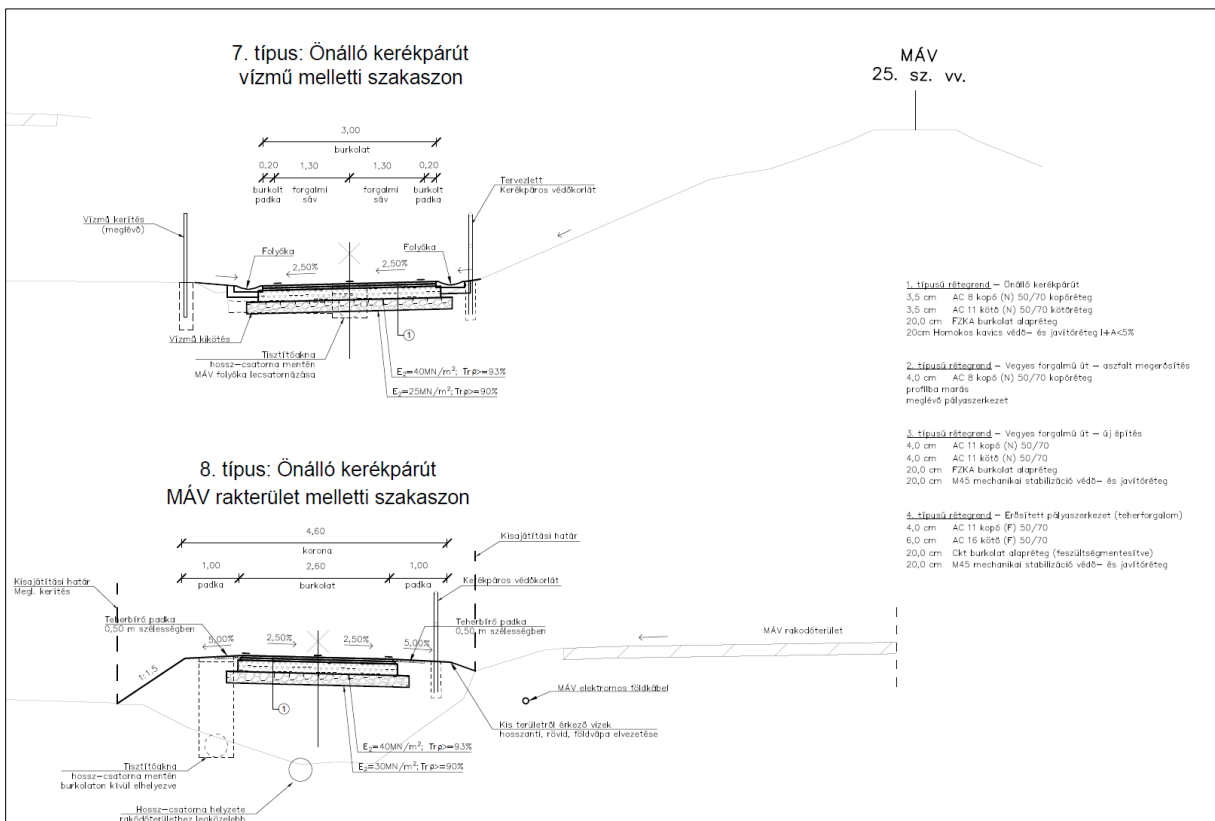 7. típus: Önálló kerékpárút
vízmű melletti szakaszon
MÁV
25. sz. vv.
3,00
burkolat
0,20 1,30 1,30 0,20
burkolt padka
forgalmi sáv
forgalmi sáv
burkolt padka
Tervezlett
Kerékpáros védőkorlát
Vízmű kerítés
(meglévő)
Folyóka
Folyóka
2,50%
2,50%
Vízmű kikötés
1
Tisztítóakna
hossz-csatorna mentén
MÁV folyóka lecsatornázása
E2=40MN/m²; Trρ>=93%
E2=25MN/m²; Trρ>=90%
1. típusú rétegrend – Önálló kerékpárút
3,5 cm AC 8 kopó (N) 50/70 kopóréteg
3,5 cm AC 11 kötő (N) 50/70 kötőréteg
20,0 cm FZKA burkolat alapréteg
20cm Homokos kavics védő- és javítóréteg I+A<5%
2. típusú rétegrend – Vegyes forgalmú út – aszfalt megerősítés
4,0 cm AC 8 kopó (N) 50/70 kopóréteg
profilba marás
meglévő pályaszerkezet
3. típusú rétegrend – Vegyes forgalmú út – új építés
4,0 cm AC 11 kopó (N) 50/70
4,0 cm AC 11 kötő (N) 50/70
20,0 cm FZKA burkolat alapréteg
20,0 cm M45 mechanikai stabilizáció védő- és javítóréteg
4. típusú rétegrend – Erősített pályaszerkezet (teherforgalom)
4,0 cm AC 11 kopó (F) 50/70
6,0 cm AC 16 kötő (F) 50/70
20,0 cm Ckt burkolat alapréteg (feszültségmentesítve)
20,0 cm M45 mechanikai stabilizáció védő- és javítóréteg
8. típus: Önálló kerékpárút
MÁV rakterület melletti szakaszon
4,60
korona
1,00 2,60 1,00
padka burkolat padka
Kisajátítási határ
Kisajátítási határ
Megl. kerítés
Kerékpáros védőkorlát
Teherbíró padka
0,50 m szélességben
Teherbíró padka
0,50 m szélességben
5,00%
2,50%
2,50%
5,00%
1:1,5
MÁV rakodóterület
MÁV elektromos földkábel
1
Kis területről érkező vizek
hosszanti, rövid, földvápa elvezetése
E2=40MN/m²; Trρ>=93%
E2=30MN/m²; Trρ>=90%
Tisztítóakna
hossz-csatorna mentén
burkolaton kívül elhelyezve
Hossz-csatorna helyzete
rakodóterülethez legközelebb